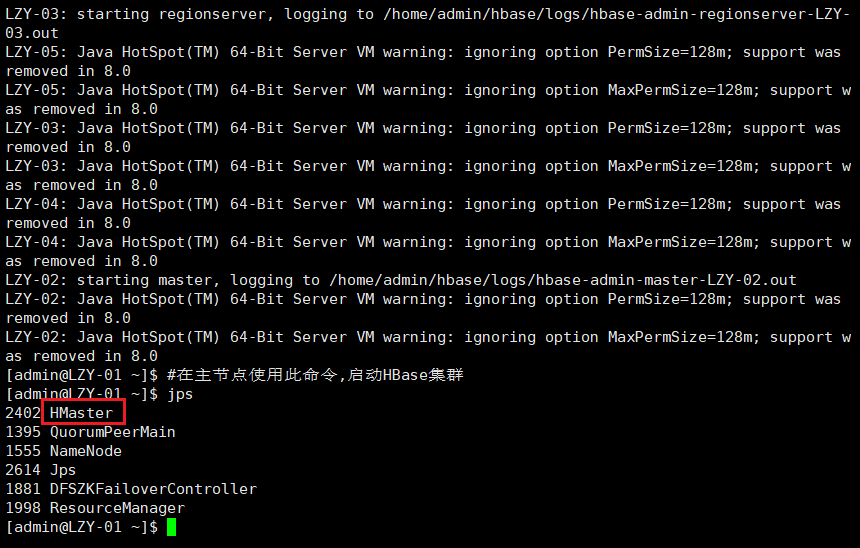 LZY-03: starting regionserver, logging to /home/admin/hbase/logs/hbase-admin-regionserver-LZY-
03.out
LZY-05: Java HotSpot(TM) 64-Bit Server VM warning: ignoring option PermSize=128m; support was
removed in 8.0
LZY-05: Java HotSpot(TM) 64-Bit Server VM warning: ignoring option MaxPermSize=128m; support w
as removed in 8.0
LZY-03: Java HotSpot(TM) 64-Bit Server VM warning: ignoring option PermSize=128m; support was
removed in 8.0
LZY-03: Java HotSpot(TM) 64-Bit Server VM warning: ignoring option MaxPermSize=128m; support w
as removed in 8.0
LZY-04: Java HotSpot(TM) 64-Bit Server VM warning: ignoring option PermSize=128m; support was
removed in 8.0
LZY-04: Java HotSpot(TM) 64-Bit Server VM warning: ignoring option MaxPermSize=128m; support w
as removed in 8.0
LZY-02: starting master, logging to /home/admin/hbase/logs/hbase-admin-master-LZY-02.out
LZY-02: Java HotSpot(TM) 64-Bit Server VM warning: ignoring option PermSize=128m; support was
removed in 8.0
LZY-02: Java HotSpot(TM) 64-Bit Server VM warning: ignoring option MaxPermSize=128m; support w
as removed in 8.0
[admin@LZY-01 ~]$ #在主节点使用此命令,启动HBase集群
[admin@LZY-01 ~]$ jps
2402 HMaster
1395 QuorumPeerMain
1555 NameNode
2614 Jps
1881 DFSZKFailoverController
1998 ResourceManager
[admin@LZY-01 ~]$